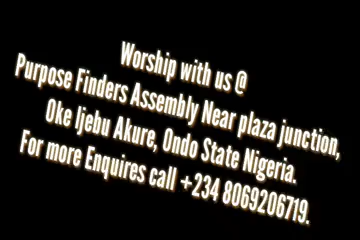 Worship with us @
Purpose Finders Assembly Near plaza junction,
Oke Ijebu Akure, Ondo State Nigeria.
For more Enquires call +234 8069206719.